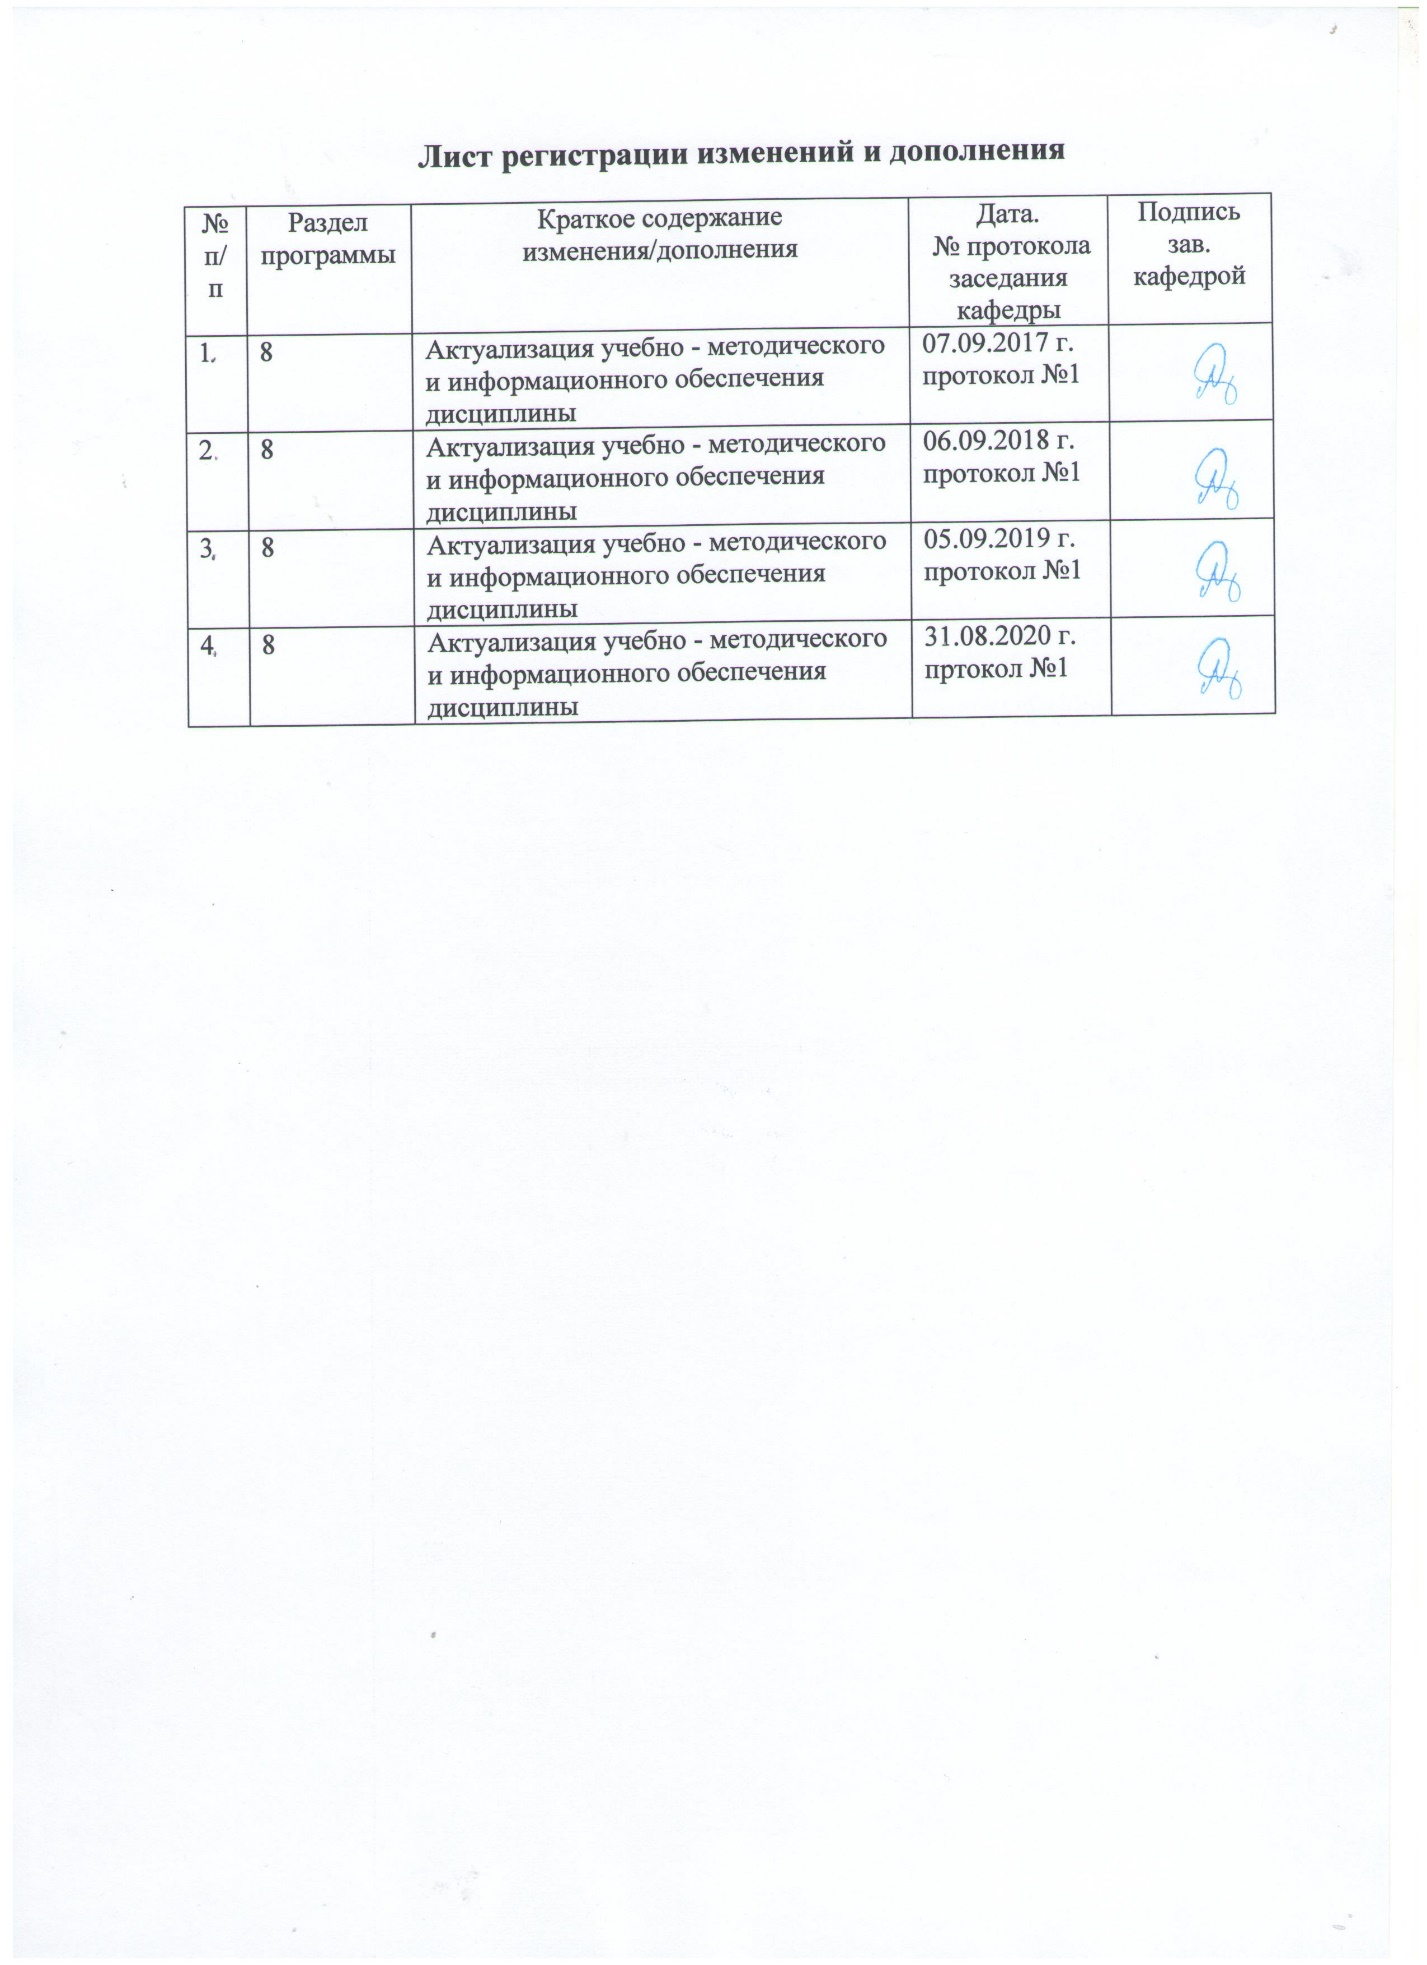 Лист регистрации изменений и дополнения
№ п/п
Раздел программы
Краткое содержание изменения/дополнения
Дата. № протокола заседания кафедры
Подпись зав. кафедрой
1.
8
Актуализация учебно - методического
и информационного обеспечения
дисциплины
07.09.2017 г.
протокол №1
2.
8
Актуализация учебно - методического
и информационного обеспечения
дисциплины
06.09.2018 г.
протокол №1
3.
8
Актуализация учебно - методического
и информационного обеспечения
дисциплины
05.09.2019 г.
протокол №1
4.
8
Актуализация учебно - методического
и информационного обеспечения
дисциплины
31.08.2020 г.
пртокол №1